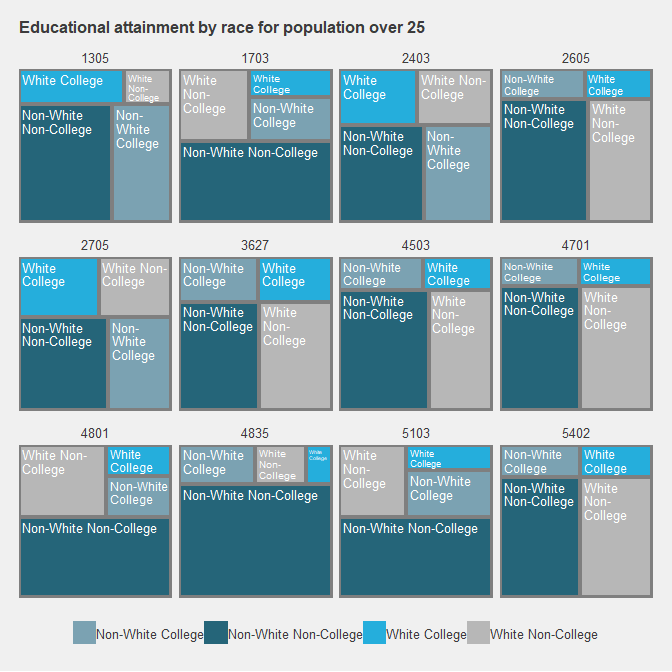 Educational attainment by race for population over 25
1305
1703
2403
2605
White College
White
Non-
College
Non-White
Non-College
Non-
White
College
White
Non-
College
White
College
Non-White
College
Non-White Non-College
White
College
White Non-
College
Non-White
Non-College
Non-
White
College
Non-White
College
White
College
Non-White
Non-College
White
Non-
College
2705
3627
4503
4701
White
College
White Non-
College
Non-White
Non-College
Non-
White
College
Non-White
College
White
College
Non-White
Non-College
White
Non-
College
Non-White
College
White
College
Non-White
Non-College
White
Non-
College
Non-White
College
White
College
Non-White
Non-College
White
Non-
College
4801
4835
5103
5402
White Non-
College
White
College
Non-White
College
Non-White Non-College
Non-White
College
White
Non-
College
White
College
Non-White Non-College
White
Non-
College
White
College
Non-White
College
Non-White Non-College
Non-White
College
White
College
Non-White
Non-College
White
Non-
College
Non-White College
Non-White Non-College
White College
White Non-College